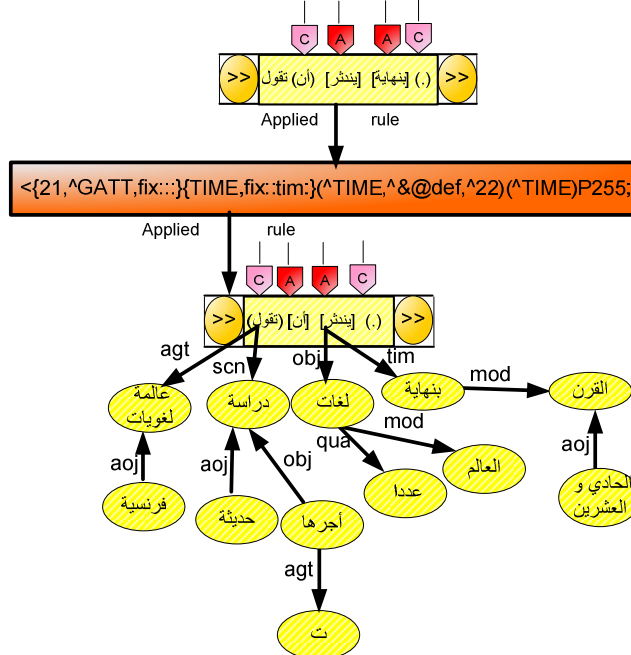 C A A C
>> (.) [بنهاية] [يندثر] (أن) تقول >>
Applied rule
<{21,^GATT,fix:::}{TIME,fix::tim:}(^TIME,^&@def,^22)(^TIME)P255;
Applied rule
C A A C
>> (.) [يندثر] [أن] (تقول) >>
agt scn obj tim
mod
عالمة
لغويات
دراسة
لغات
بنهاية
القرن
aoj aoj obj qua mod aoj
فرنسية
حديثة
أجرها
عددا
العالم
الحادي و
العشرين
agt
ت